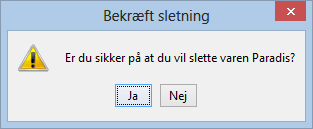 Bekræft sletning
Er du sikker på at du vil slette varen Paradis?
Ja
Nej